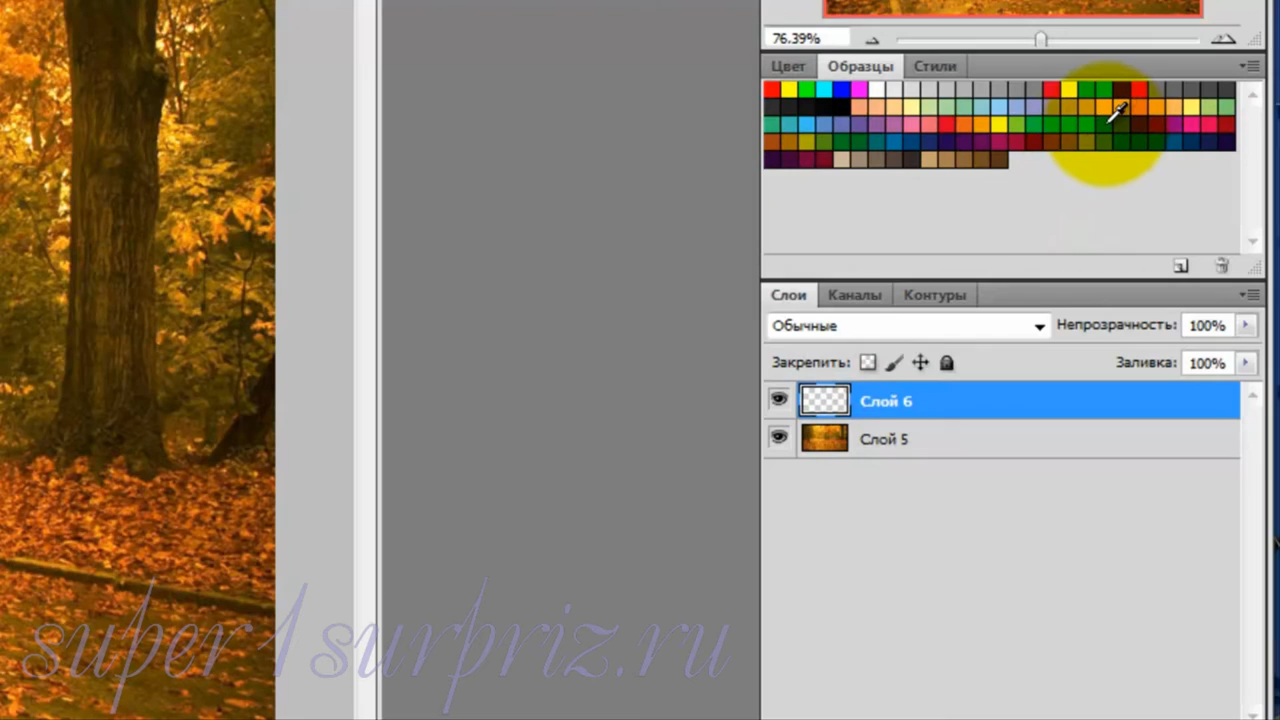 76.39%
Цвет Образцы Стили
Слои Каналы Контуры
Обычные Непрозрачность: 100%
Закрепить: Заливка: 100%
Слой 6
Слой 5
super1surpriz.ru